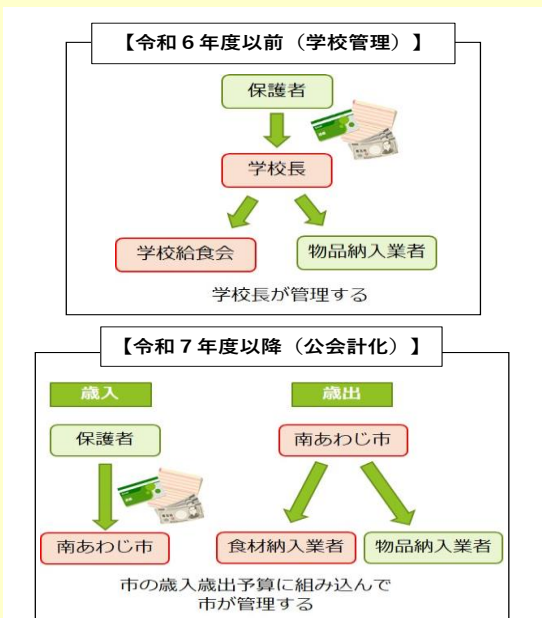 【令和６年度以前（学校管理）】
保護者
学校長
学校給食会
物品納入業者
学校長が管理する
【令和７年度以降（公会計化）】
歳入
歳出
保護者
南あわじ市
南あわじ市
食材納入業者
物品納入業者
市の歳入歳出予算に組み込んで
市が管理する